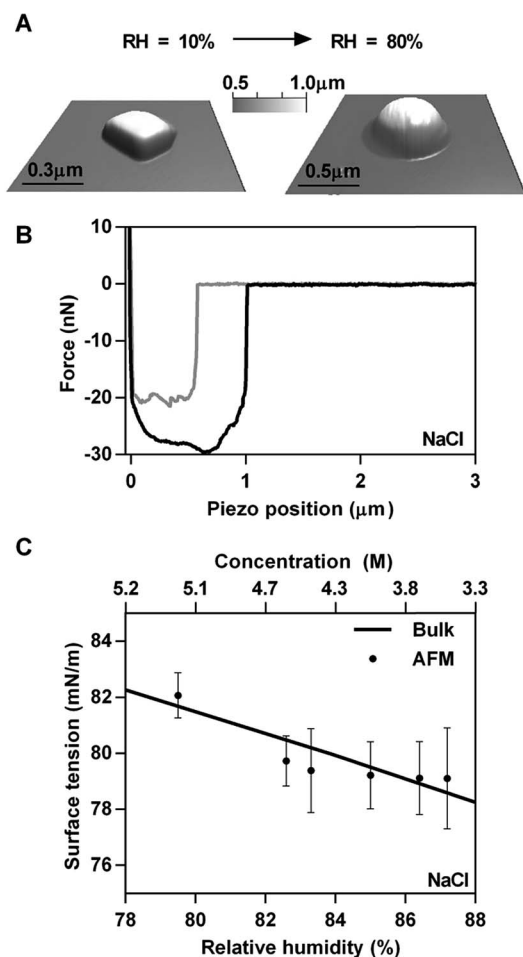 A
RH = 10% RH = 80%
0.5 1.0μm
0.3μm
0.5μm
B
10
0
-10
-20
-30
Force (nN)
0 1 2 3
Piezo position (μm)
NaCl
C
Concentration (M)
5.2 5.1 4.7 4.3 3.8 3.3
Bulk
AFM
84
82
80
78
76
Surface tension (mN/m)
NaCl
78 80 82 84 86 88
Relative humidity (%)